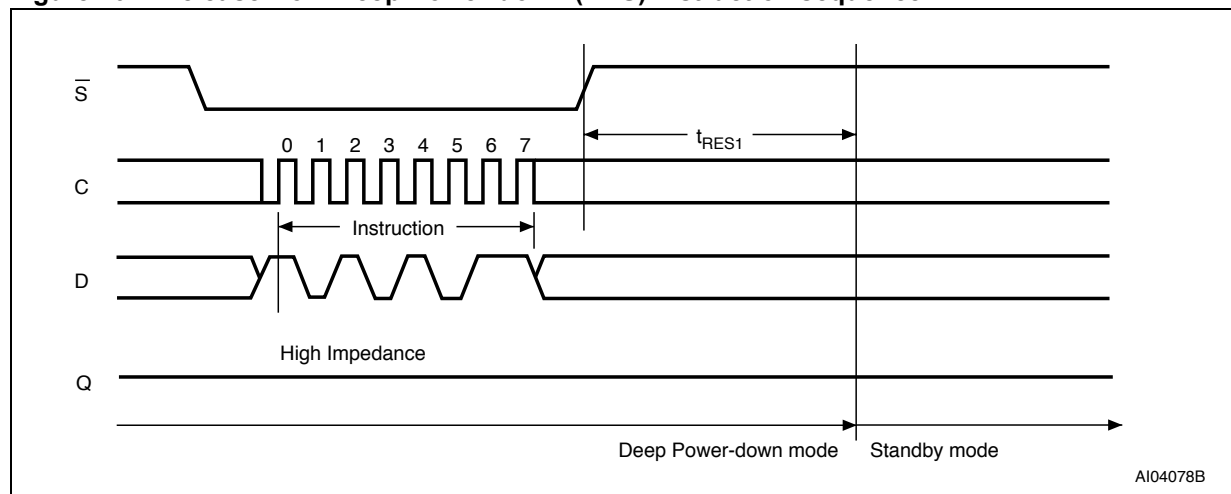 S
0 1 2 3 4 5 6 7
tRES1
C
Instruction
D
High Impedance
Q
Deep Power-down mode Standby mode
AI04078B